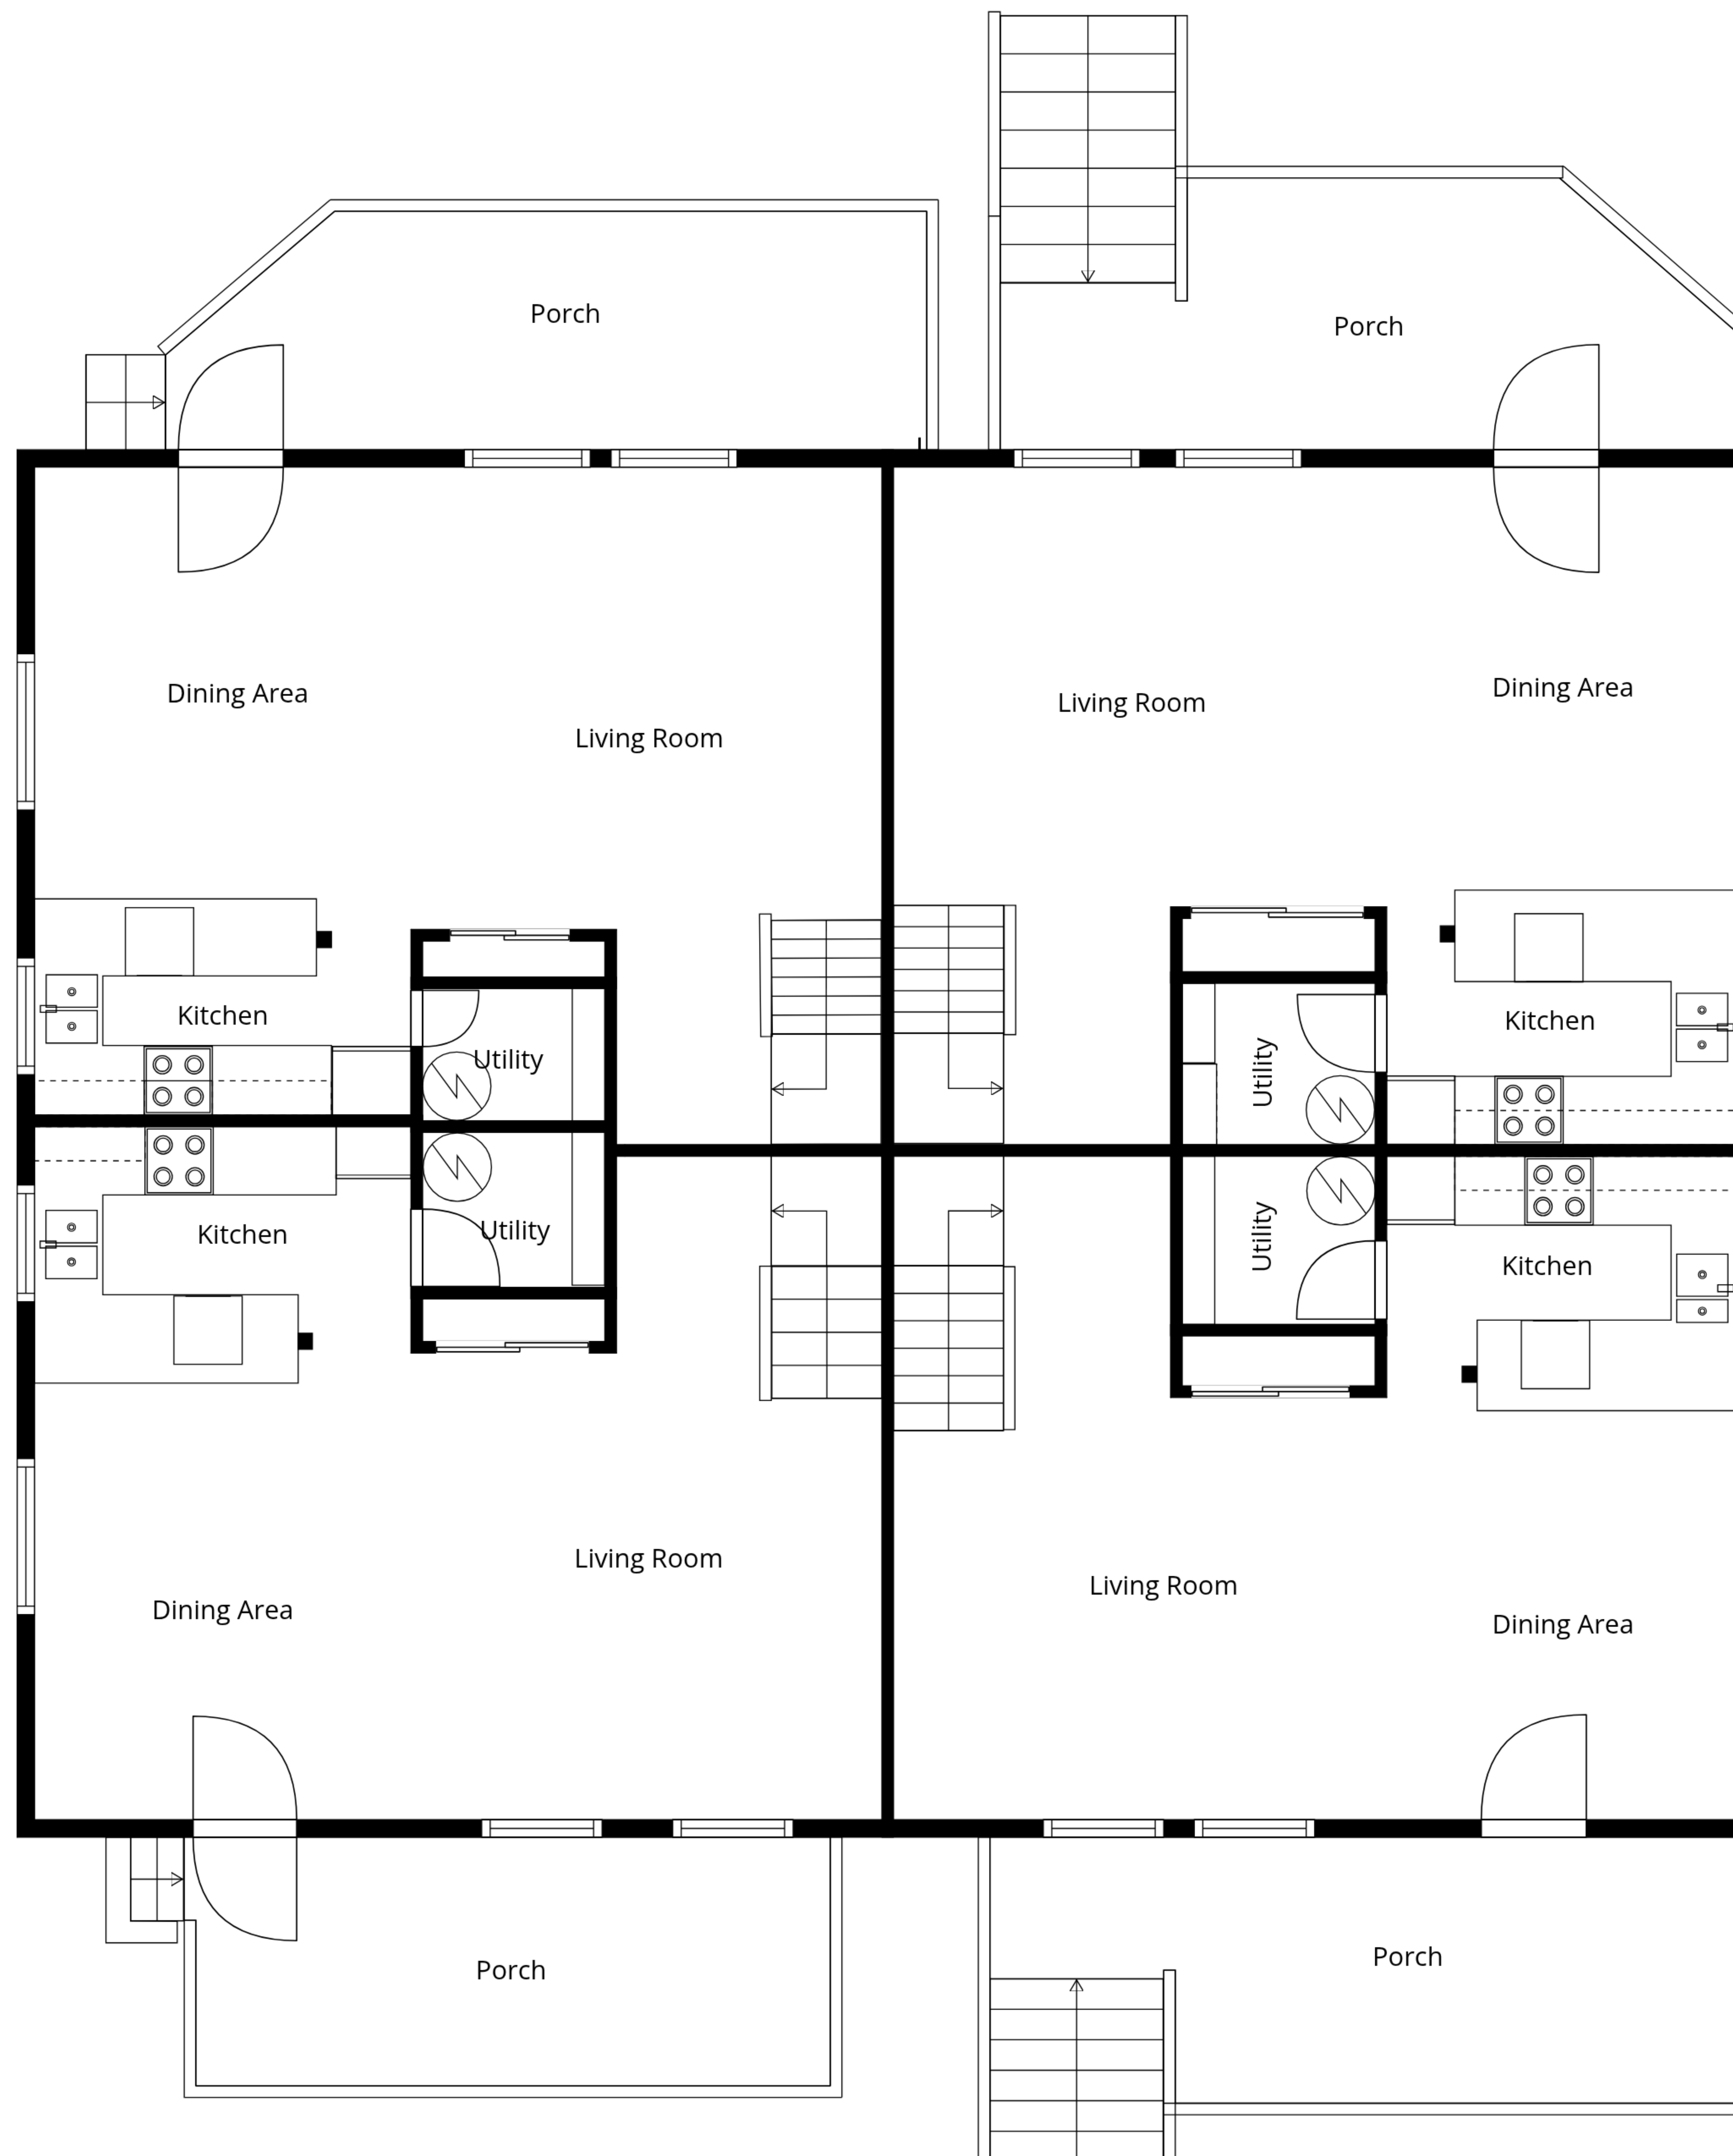 Porch
Porch
Dining Area
Living Room
Living Room
Dining Area
Kitchen
Utility
Utility
Kitchen
Kitchen
Utility
Utility
Kitchen
Living Room
Dining Area
Living Room
Dining Area
Porch
Porch